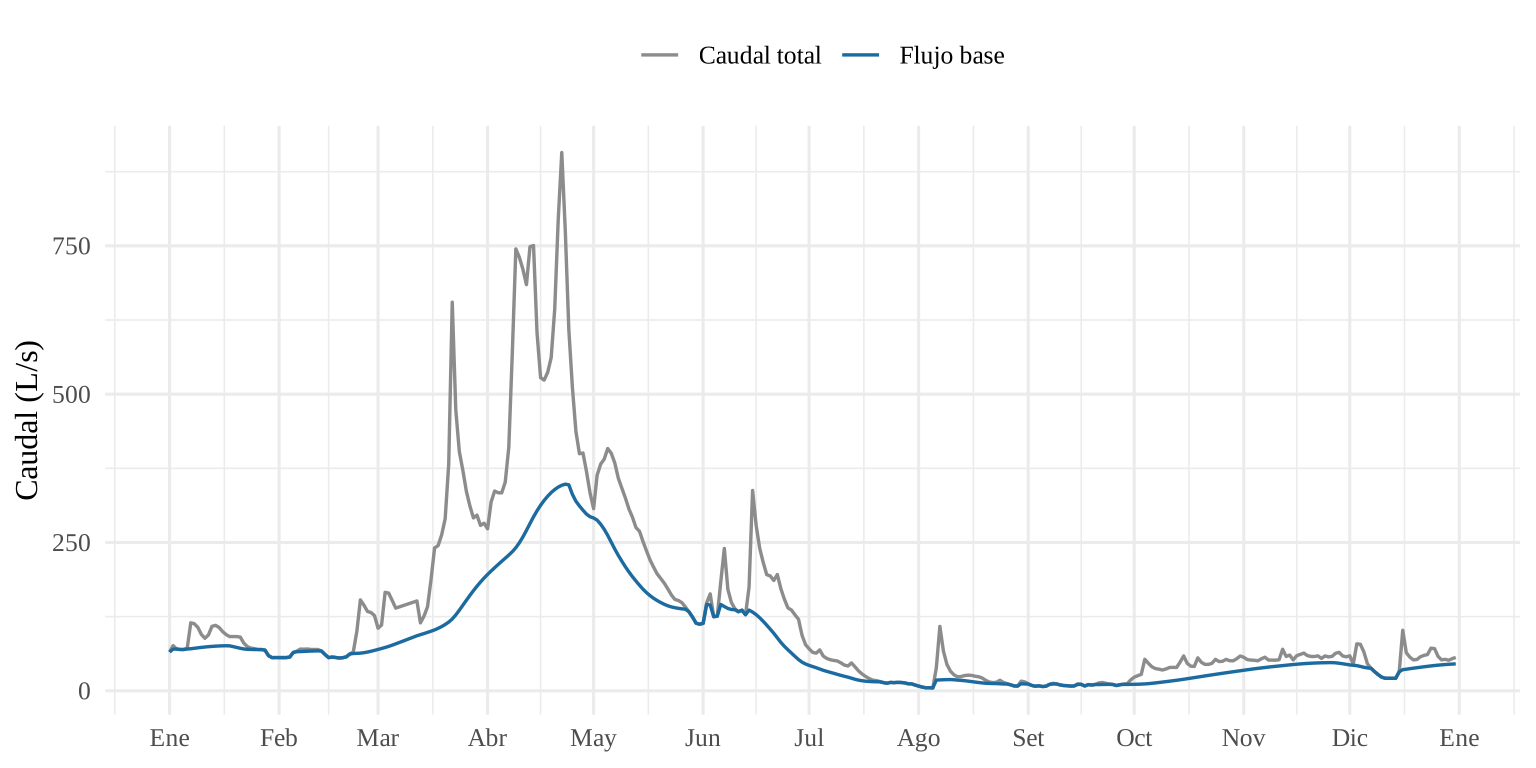 Caudal total Flujo base
Caudal (L/s)
750
500
250
0
Ene Feb Mar Abr May Jun Jul Ago Set Oct Nov Dic Ene